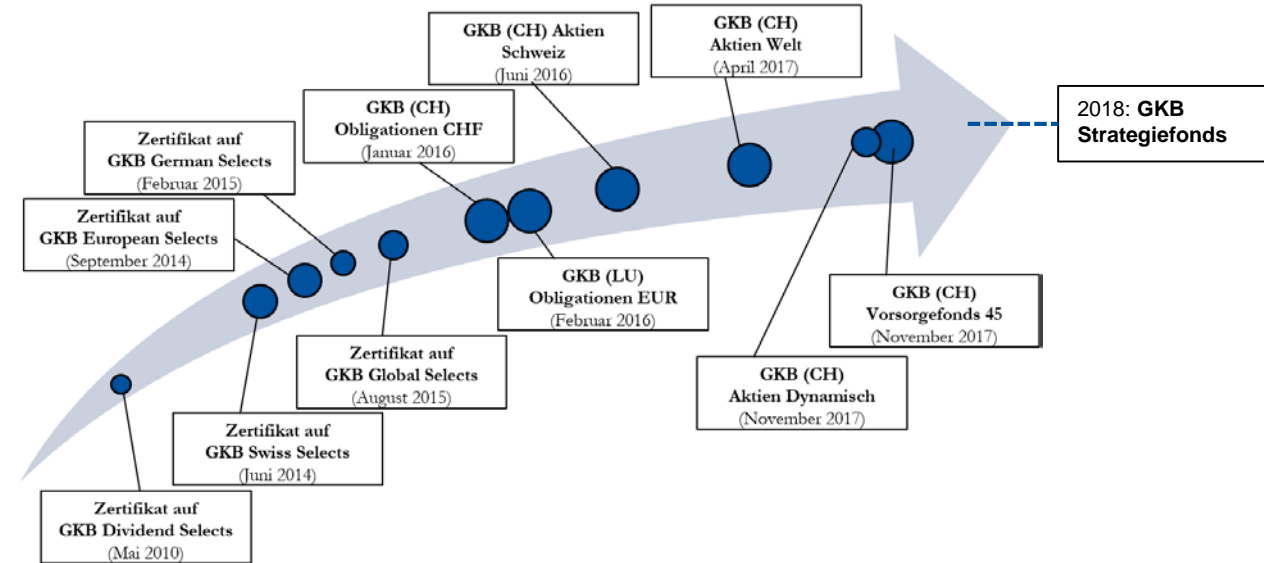 GKB (CH) Aktien
Schweiz
(Juni 2016)
GKB (CH)
Aktien Welt
(April 2017)
2018: GKB
Strategiefonds
GKB (CH)
Obligationen CHF
(Januar 2016)
Zertifikat auf
GKB German Selects
(Februar 2015)
Zertifikat auf
GKB European Selects
(September 2014)
GKB (LU)
Obligationen EUR
(Februar 2016)
GKB (CH)
Vorsorgefonds 45
(November 2017)
Zertifikat auf
GKB Global Selects
(August 2015)
GKB (CH)
Aktien Dynamisch
(November 2017)
Zertifikat auf
GKB Swiss Selects
(Juni 2014)
Zertifikat auf
GKB Dividend Selects
(Mai 2010)